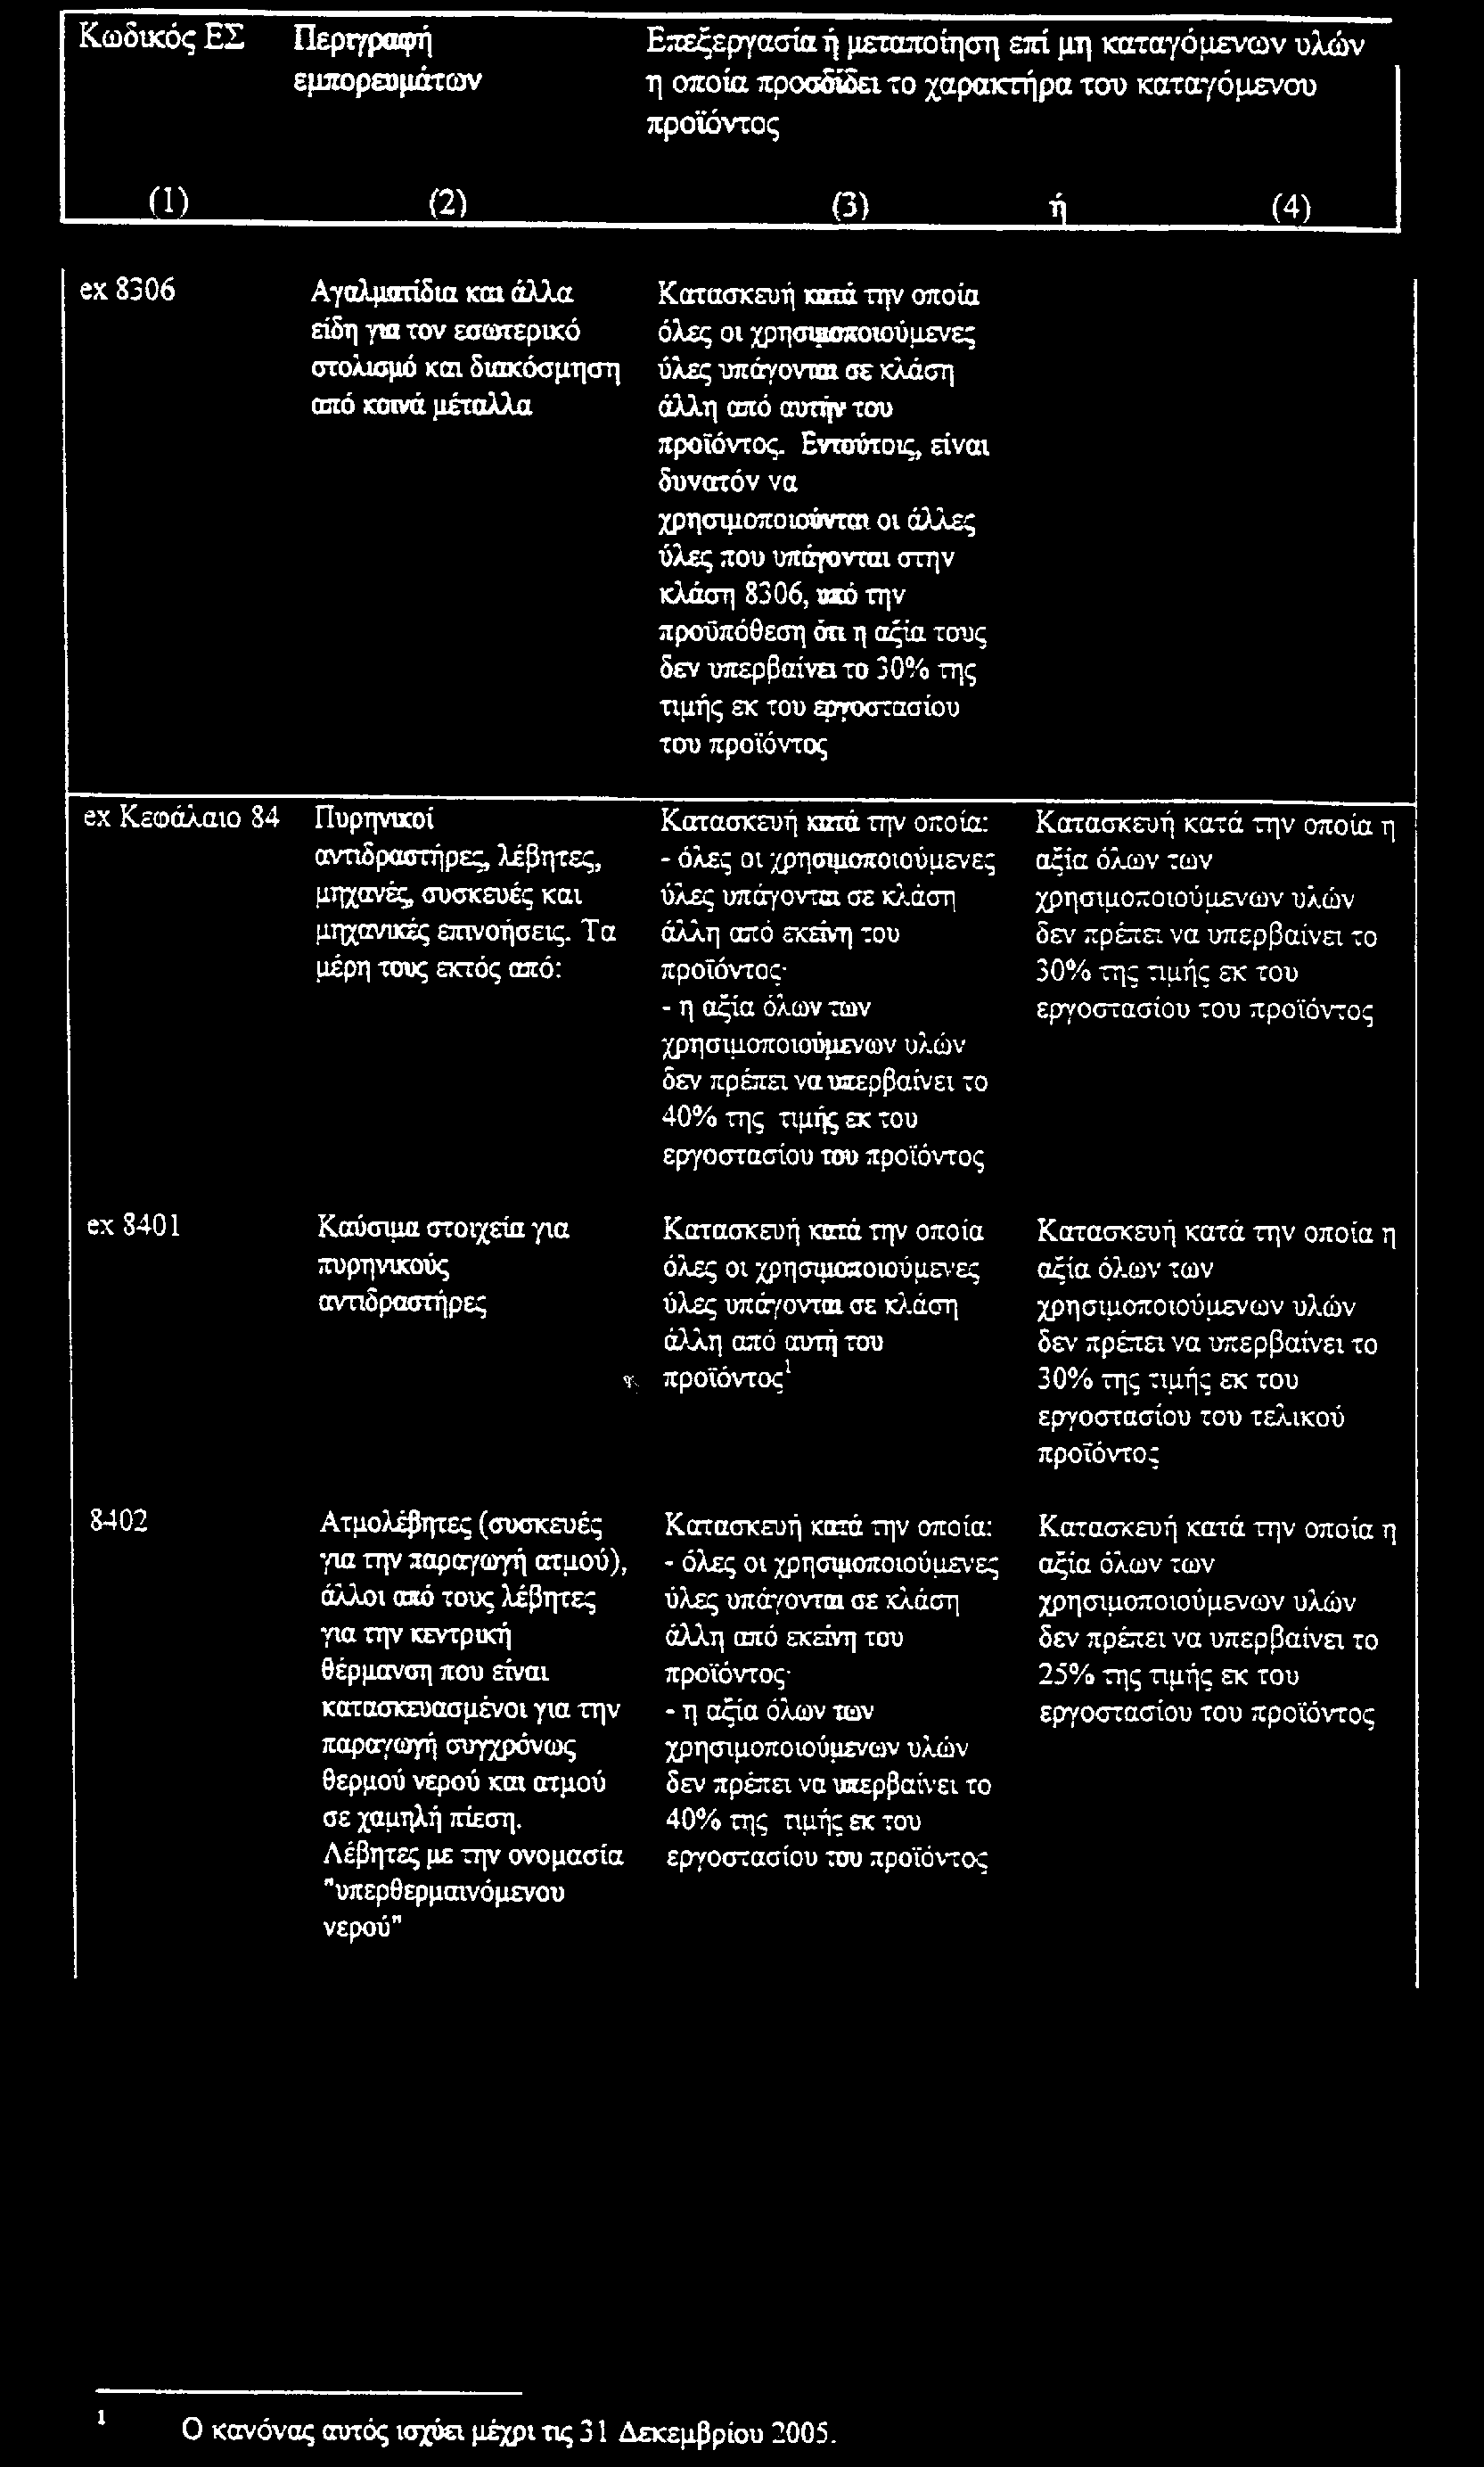 Κωδικός ΕΣ
Περιγραφή
εμπορευμάτων
Επεξεργασία ή μεταποίηση επί μη καταγόμενων υλών
η οποία προσδίδει το χαρακτήρα του καταγόμενου
προϊόντος
(1)
(2)
(3) ή (4)
ex 8306
Αγαλματίδια και άλλα
είδη για τον εσωτερικό
στολισμό και διακόσμηση
από κοινά μέταλλα
Κατασκευή κατά την οποία
όλες οι χρησιμοποιούμενες
ύλες υπάγονται σε κλάση
άλλη από αυτήν του
προϊόντος. Εντούτοις, είναι
δυνατόν να
χρησιμοποιούνται οι άλλες
ύλες που υπάγονται στην
κλάση 8306, υπό την
προϋπόθεση ότι η αξία τους
δεν υπερβαίνει το 30% της
τιμής εκ του εργοστασίου
του προϊόντος
ex Κεφάλαιο 84
Πυρηνικοί
αντιδραστήρες, λέβητες,
μηχανές, συσκευές και
μηχανικές επινοήσεις. Τα
μέρη τους εκτός από:
Κατασκευή κατά την οποία:
- όλες οι χρησιμοποιούμενες
ύλες υπάγονται σε κλάση
άλλη από εκείνη του
προϊόντος·
- η αξία όλων των
χρησιμοποιούμενων υλών
δεν πρέπει να υπερβαίνει το
40% της τιμής εκ του
εργοστασίου του προϊόντος
Κατασκευή κατά την οποία η
αξία όλων των
χρησιμοποιούμενων υλών
δεν πρέπει να υπερβαίνει το
30% της τιμής εκ του
εργοστασίου του προϊόντος
ex 8401
Καύσιμα στοιχεία για
πυρηνικούς
αντιδραστήρες
Κατασκευή κατά την οποία
όλες οι χρησιμοποιούμενες
ύλες υπάγονται σε κλάση
άλλη από αυτή του
προϊόντος¹
Κατασκευή κατά την οποία η
αξία όλων των
χρησιμοποιούμενων υλών
δεν πρέπει να υπερβαίνει το
30% της τιμής εκ του
εργοστασίου του τελικού
προϊόντος
8402
Ατμολέβητες (συσκευές
για την παραγωγή ατμού),
άλλοι από τους λέβητες
για την κεντρική
θέρμανση που είναι
κατασκευασμένοι για την
παραγωγή συγχρόνως
θερμού νερού και ατμού
σε χαμηλή πίεση.
Λέβητες με την ονομασία
"υπερθερμαινόμενου
νερού"
Κατασκευή κατά την οποία:
- όλες οι χρησιμοποιούμενες
ύλες υπάγονται σε κλάση
άλλη από εκείνη του
προϊόντος·
- η αξία όλων των
χρησιμοποιούμενων υλών
δεν πρέπει να υπερβαίνει το
40% της τιμής εκ του
εργοστασίου του προϊόντος
Κατασκευή κατά την οποία η
αξία όλων των
χρησιμοποιούμενων υλών
δεν πρέπει να υπερβαίνει το
25% της τιμής εκ του
εργοστασίου του προϊόντος
1 Ο κανόνας αυτός ισχύει μέχρι τις 31 Δεκεμβρίου 2005.